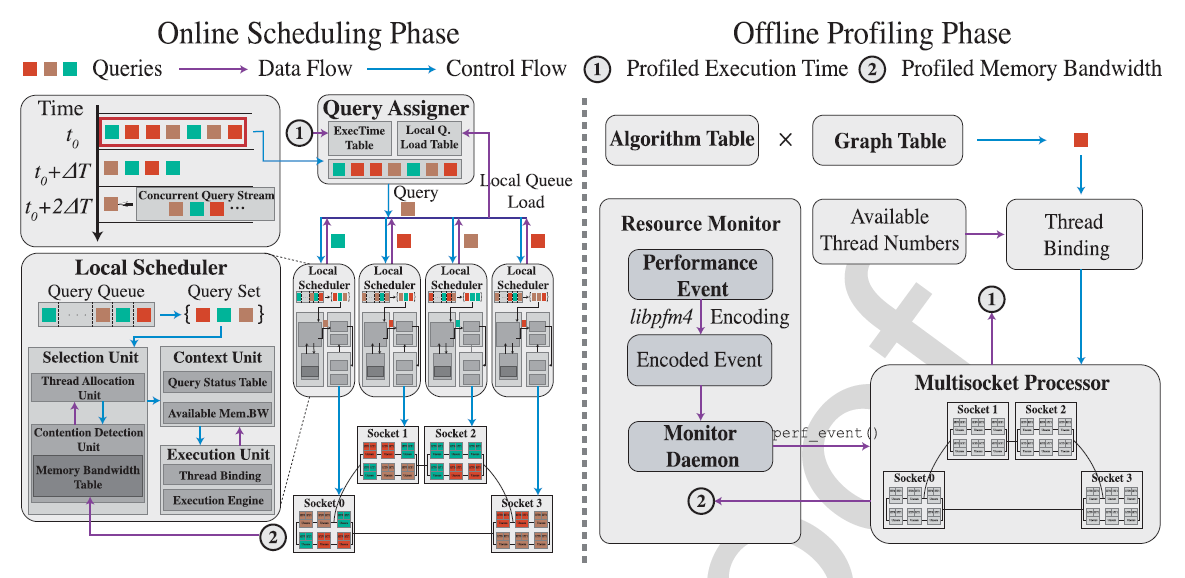 Online Scheduling Phase
Queries
Data Flow
Control Flow
Time
t0
t0+ΔT
t0+2ΔT
Concurrent Query Stream
...
Query Assigner
1
ExecTime
Table
Local Q.
Load Table
Query
Local Queue
Load
Local Scheduler
Query Queue
Query Set
{ }
Selection Unit
Thread Allocation
Unit
Contention Detection
Unit
Memory Bandwidth
Table
Context Unit
Query Status Table
Available Mem.BW
Execution Unit
Thread Binding
Execution Engine
2
Local
Scheduler
Local
Scheduler
Local
Scheduler
Local
Scheduler
Socket 1
Socket 2
Socket 0
Socket 3
Offline Profiling Phase
1 Profiled Execution Time
2 Profiled Memory Bandwidth
Algorithm Table
×
Graph Table
Available
Thread Numbers
Thread
Binding
Resource Monitor
Performance
Event
libpfm4
Encoding
Encoded Event
Monitor
Daemon
perf_event()
1
2
Multisocket Processor
Socket 1
Socket 2
Socket 0
Socket 3